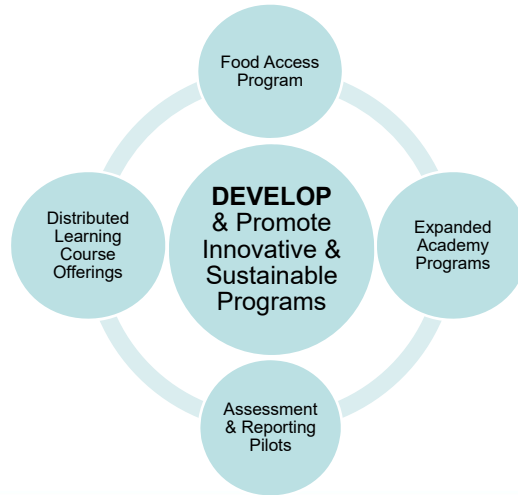 Food Access
Program
DEVELOP
& Promote
Innovative &
Sustainable
Programs
Distributed
Learning
Course
Offerings
Expanded
Academy
Programs
Assessment
& Reporting
Pilots